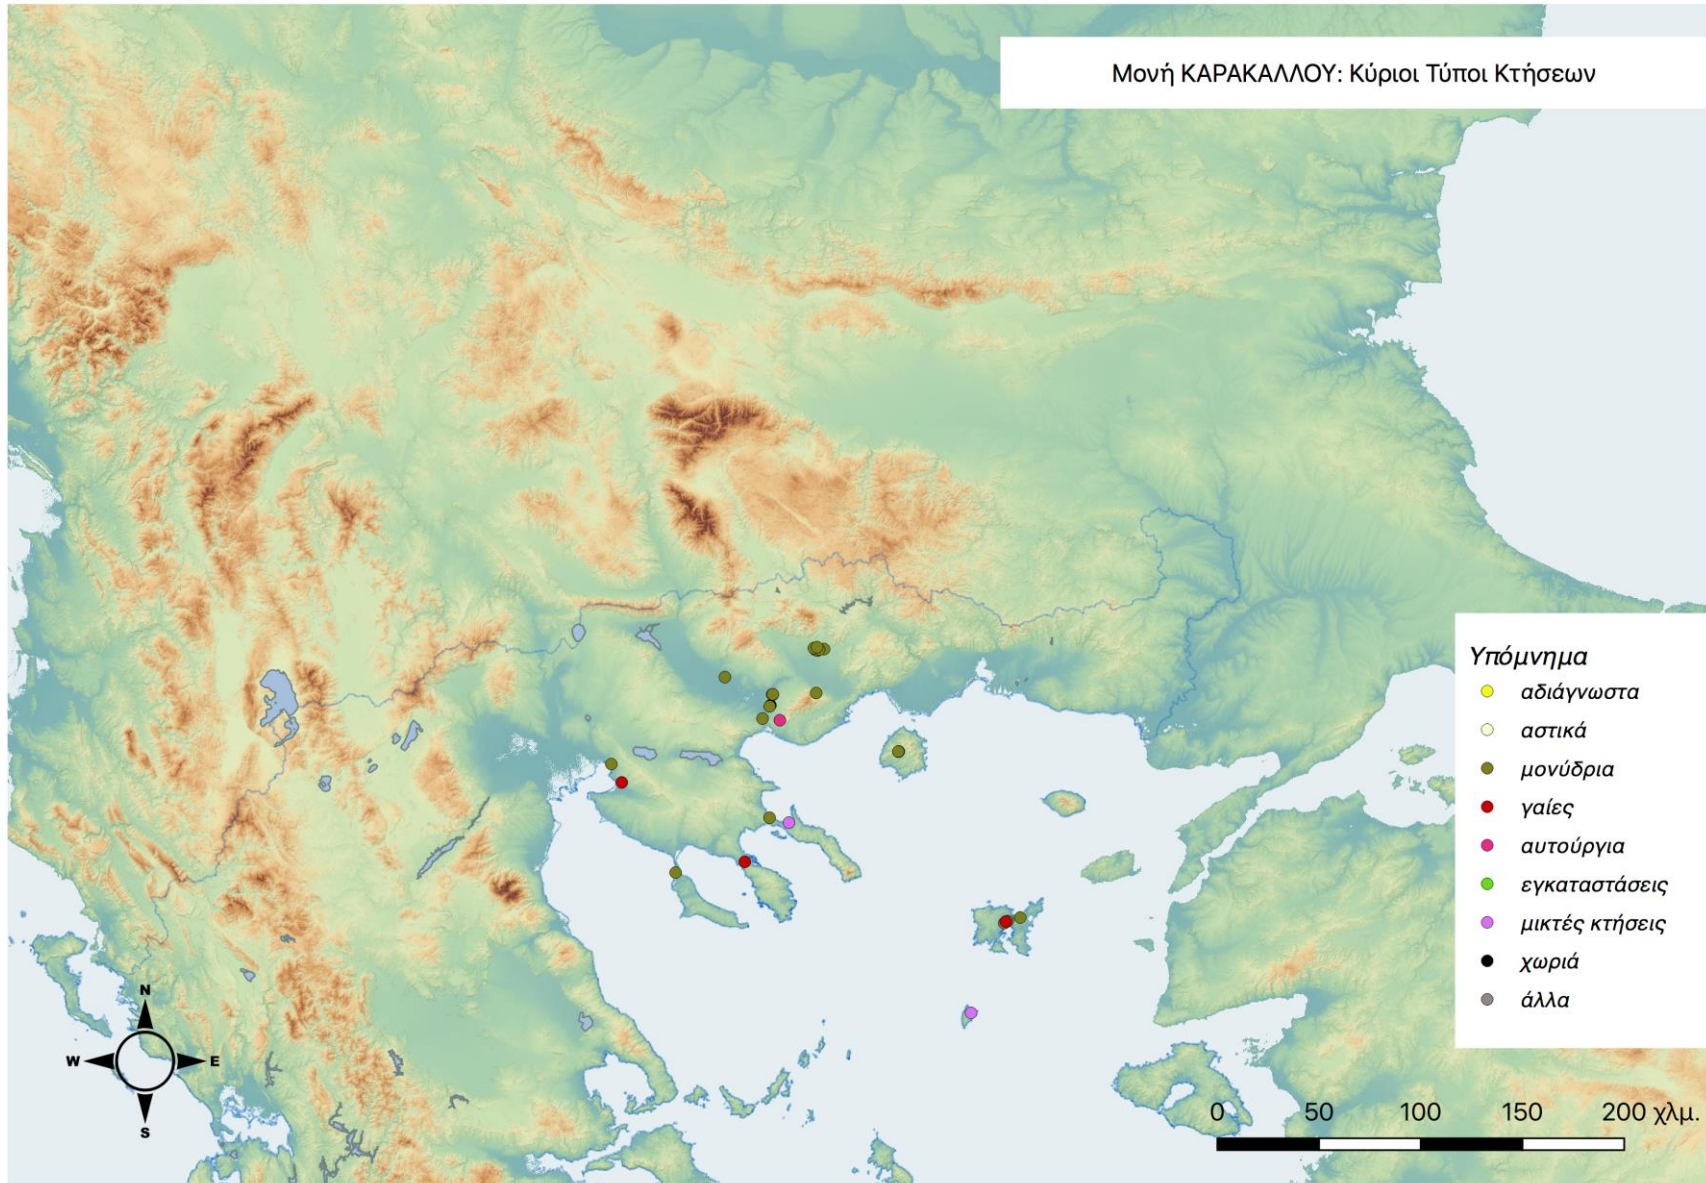 Μονή ΚΑΡΑΚΑΛΛΟΥ: Κύριοι Τύποι Κτήσεων
Υπόμνημα
αδιάγνωστα
αστικά
μονύδρια
γαίες
αυτούργια
εγκαταστάσεις
μικτές κτήσεις
χωριά
άλλα
N
W E
S
0 50 100 150 200 χλμ.